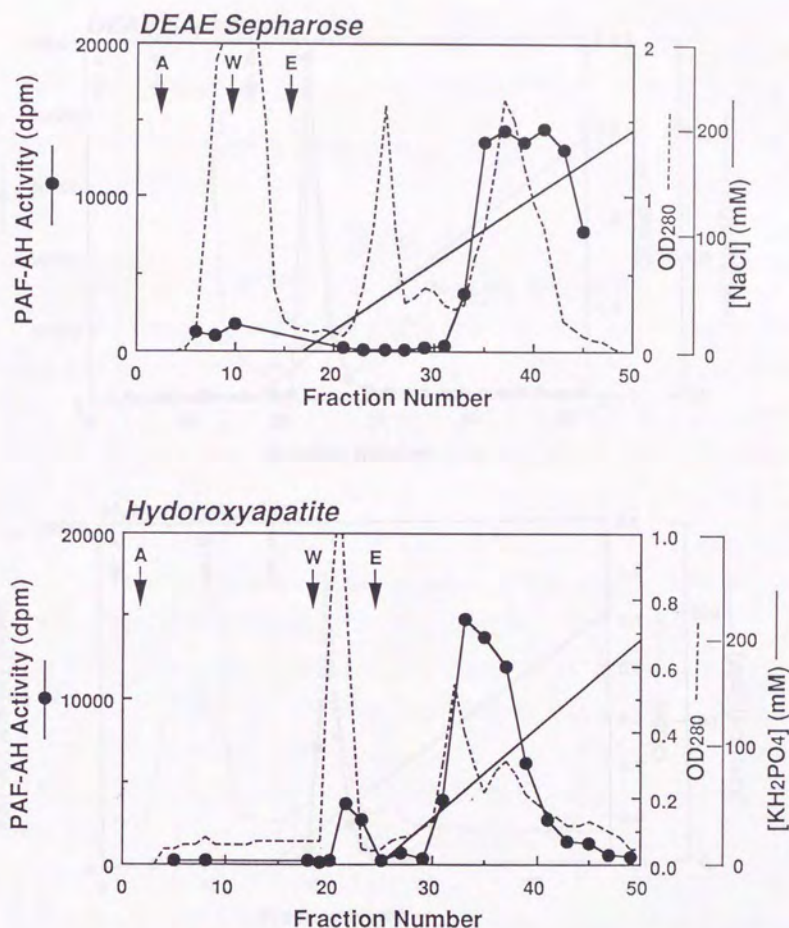 DEAE Sepharose
20000
10000
0
A
W
E
PAF-AH Activity (dpm)
2
1
0
OD280
200
100
0
[NaCl] (mM)
0
10
20
30
40
50
Fraction Number
Hydoroxyapatite
20000
10000
0
A
W
E
PAF-AH Activity (dpm)
1.0
0.8
0.6
0.4
0.2
0.0
OD280
200
100
0
[KH2PO4] (mM)
0
10
20
30
40
50
Fraction Number